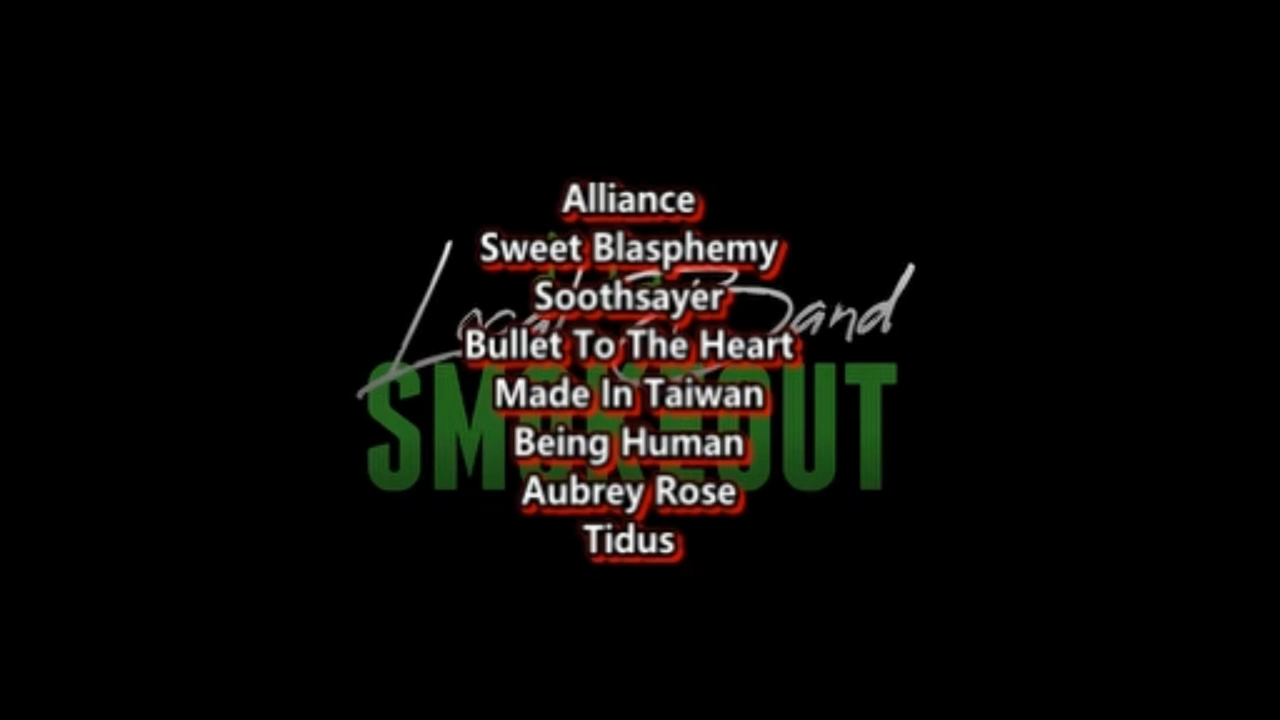 Alliance
Sweet Blasphemy
Soothsayer
Bullet To The Heart
Made In Taiwan
Being Human
Aubrey Rose
Tidus
Local Band
SMOKEOUT